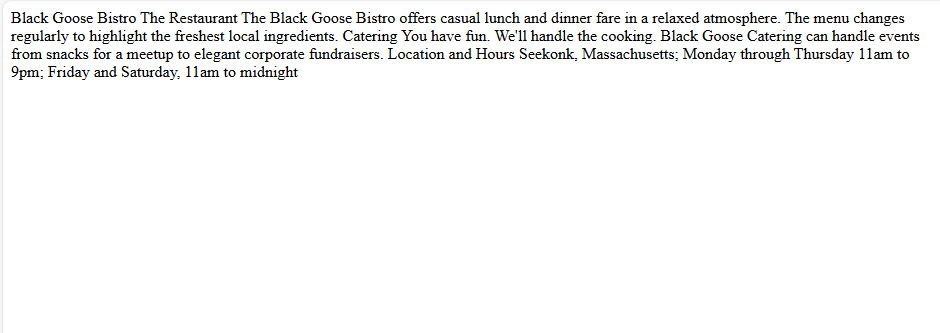 Black Goose Bistro The Restaurant The Black Goose Bistro offers casual lunch and dinner fare in a relaxed atmosphere. The menu changes
regularly to highlight the freshest local ingredients. Catering You have fun. We'll handle the cooking. Black Goose Catering can handle events
from snacks for a meetup to elegant corporate fundraisers. Location and Hours Seekonk, Massachusetts; Monday through Thursday 11am to
9pm; Friday and Saturday, 11am to midnight